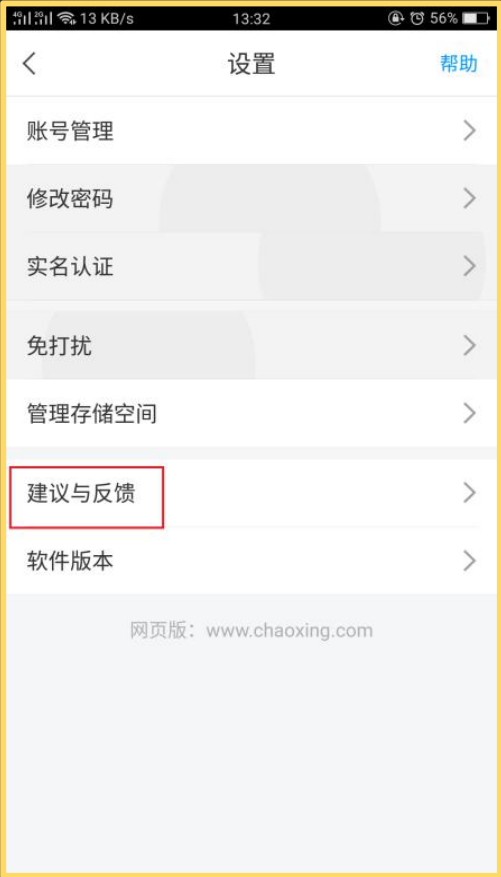 4G 2G 13 KB/s 13:32 56%
设置 帮助
账号管理
修改密码
实名认证
免打扰
管理存储空间
建议与反馈
软件版本
网页版：www.chaoxing.com